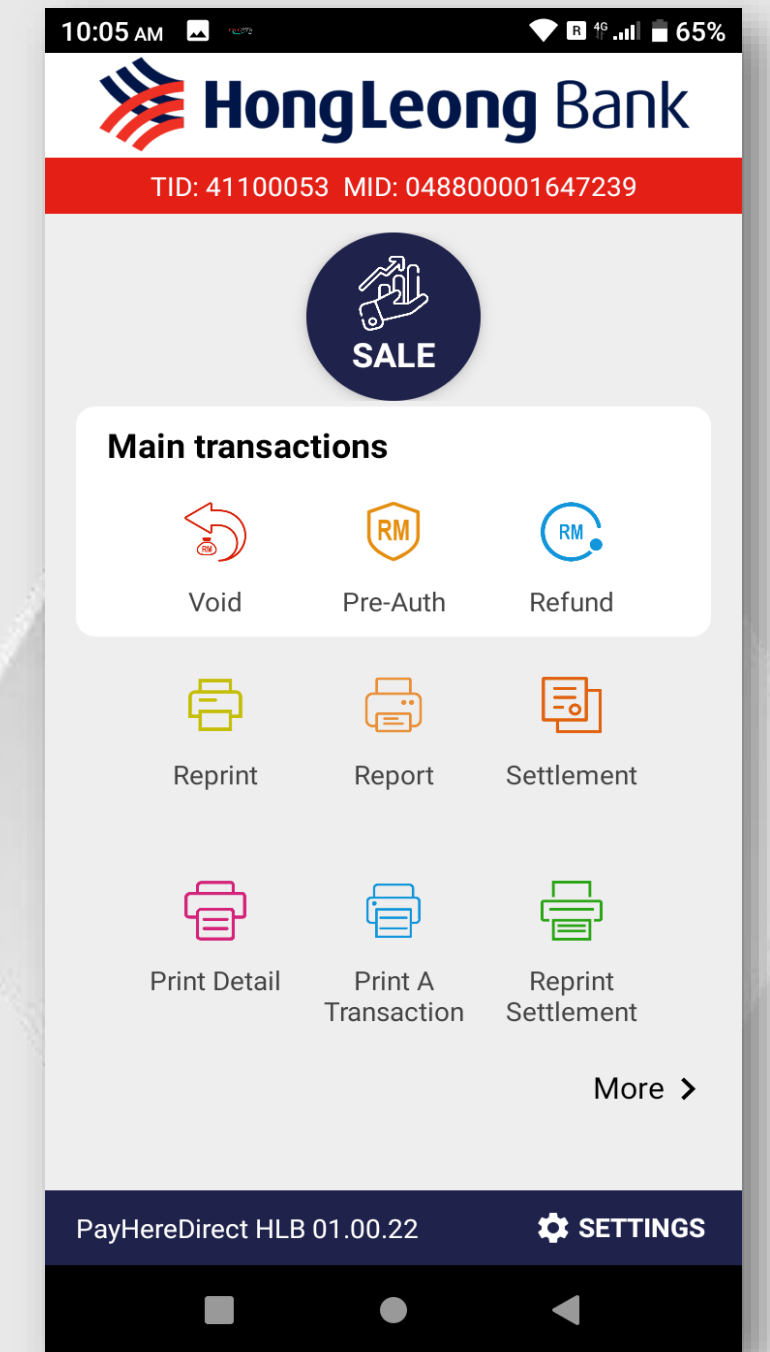 10:05 AM R 4G 65%
HongLeong Bank
TID: 41100053 MID: 048800001647239
SALE
Main transactions
RM RM RM
Void Pre-Auth Refund
Reprint Report Settlement
Print Detail Print A Transaction Reprint Settlement
More
PayHereDirect HLB 01.00.22 SETTINGS